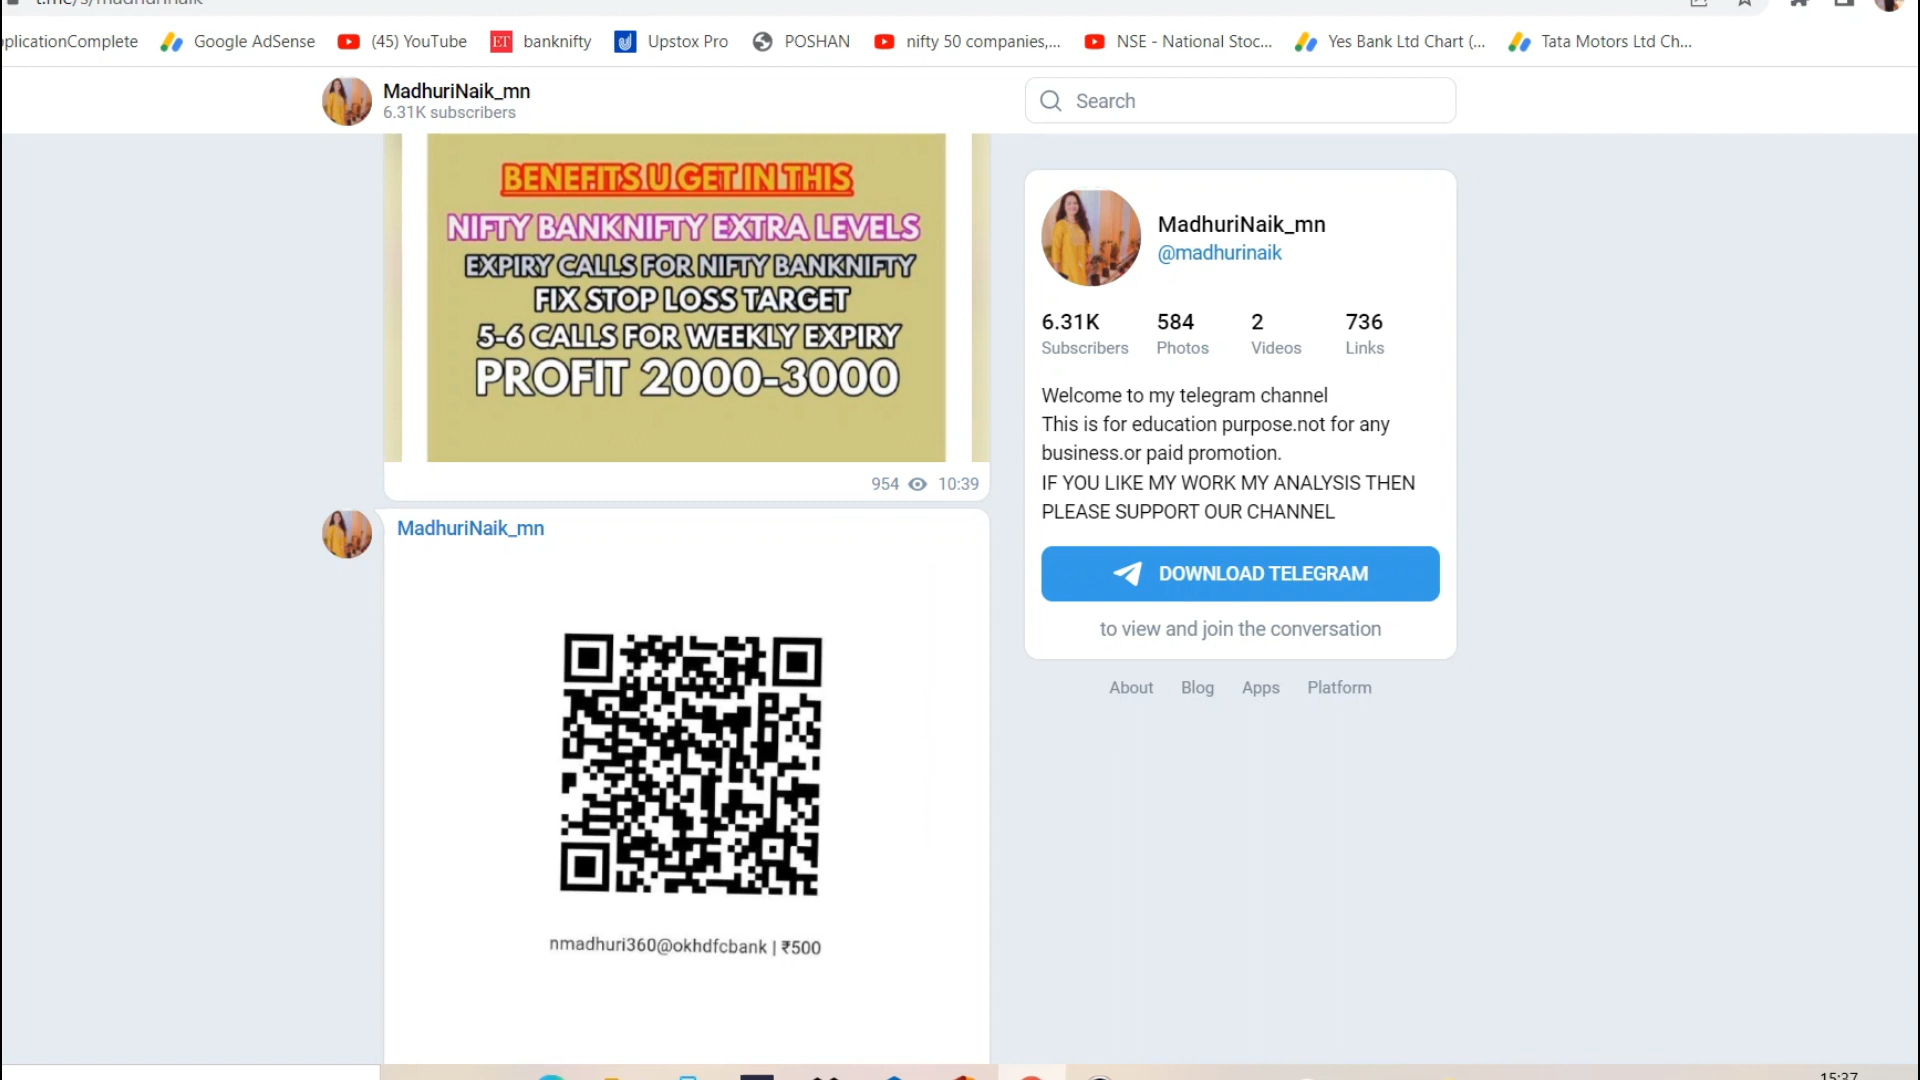 plicationComplete Google AdSense (45) YouTube banknifty Upstox Pro POSHAN nifty 50 companies,... NSE - National Stoc... Yes Bank Ltd Chart (... Tata Motors Ltd Ch...
MadhuriNaik_mn
6.31K subscribers
Search
BENEFITS U GET IN THIS
NIFTY BANKNIFTY EXTRA LEVELS
EXPIRY CALLS FOR NIFTY BANKNIFTY
FIX STOP LOSS TARGET
5-6 CALLS FOR WEEKLY EXPIRY
PROFIT 2000-3000
954 10:39
MadhuriNaik_mn
nmadhuri360@okhdfcbank | ₹500
MadhuriNaik_mn
@madhurinaik
6.31K 584 2 736
Subscribers Photos Videos Links
Welcome to my telegram channel
This is for education purpose.not for any
business.or paid promotion.
IF YOU LIKE MY WORK MY ANALYSIS THEN
PLEASE SUPPORT OUR CHANNEL
DOWNLOAD TELEGRAM
to view and join the conversation
About Blog Apps Platform
15:37